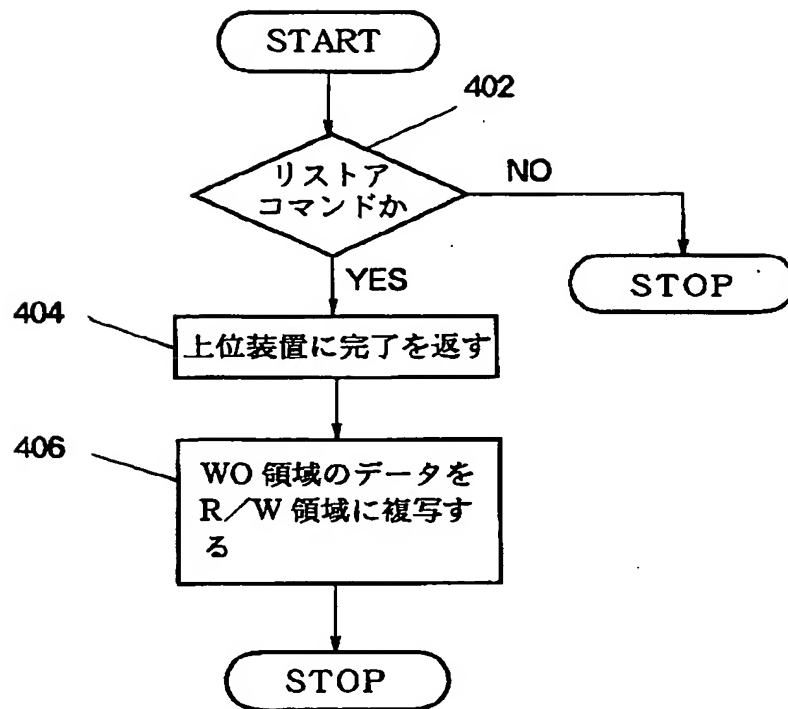 START
402
リストア
コマンドか
NO
STOP
YES
404
上位装置に完了を返す
406
WO 領域のデータを
R／W 領域に複写す
る
STOP